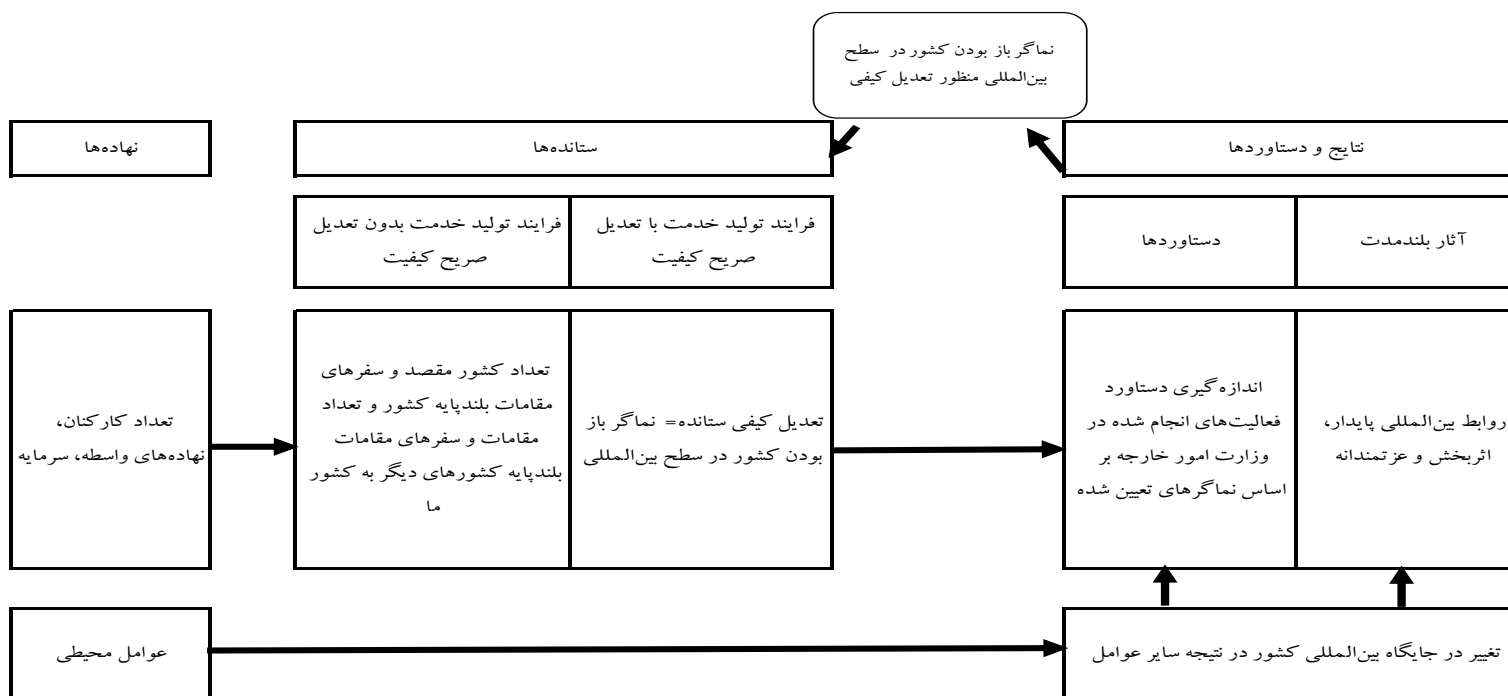 نماگر باز بودن کشور در سطح
بین‌المللی منظور تعدیل کیفی
نهاده‌ها
ستانده‌ها
نتایج و دستاوردها
فرایند تولید خدمت بدون تعدیل
صریح کیفیت
فرایند تولید خدمت با تعدیل
صریح کیفیت
دستاوردها
آثار بلندمدت
تعداد کارکنان،
نهاده‌های واسطه، سرمایه
تعداد کشور مقصد و سفرهای
مقامات بلندپایه کشور و تعداد
مقامات و سفرهای مقامات
بلندپایه کشورهای دیگر به کشور
ما
تعدیل کیفی ستانده= نماگر باز
بودن کشور در سطح بین‌المللی
اندازه‌گیری دستاورد
فعالیت‌های انجام شده در
وزارت امور خارجه بر
اساس نماگرهای تعیین شده
روابط بین‌المللی پایدار،
اثربخش و عزتمندانه
عوامل محیطی
تغییر در جایگاه بین‌المللی کشور در نتیجه سایر عوامل